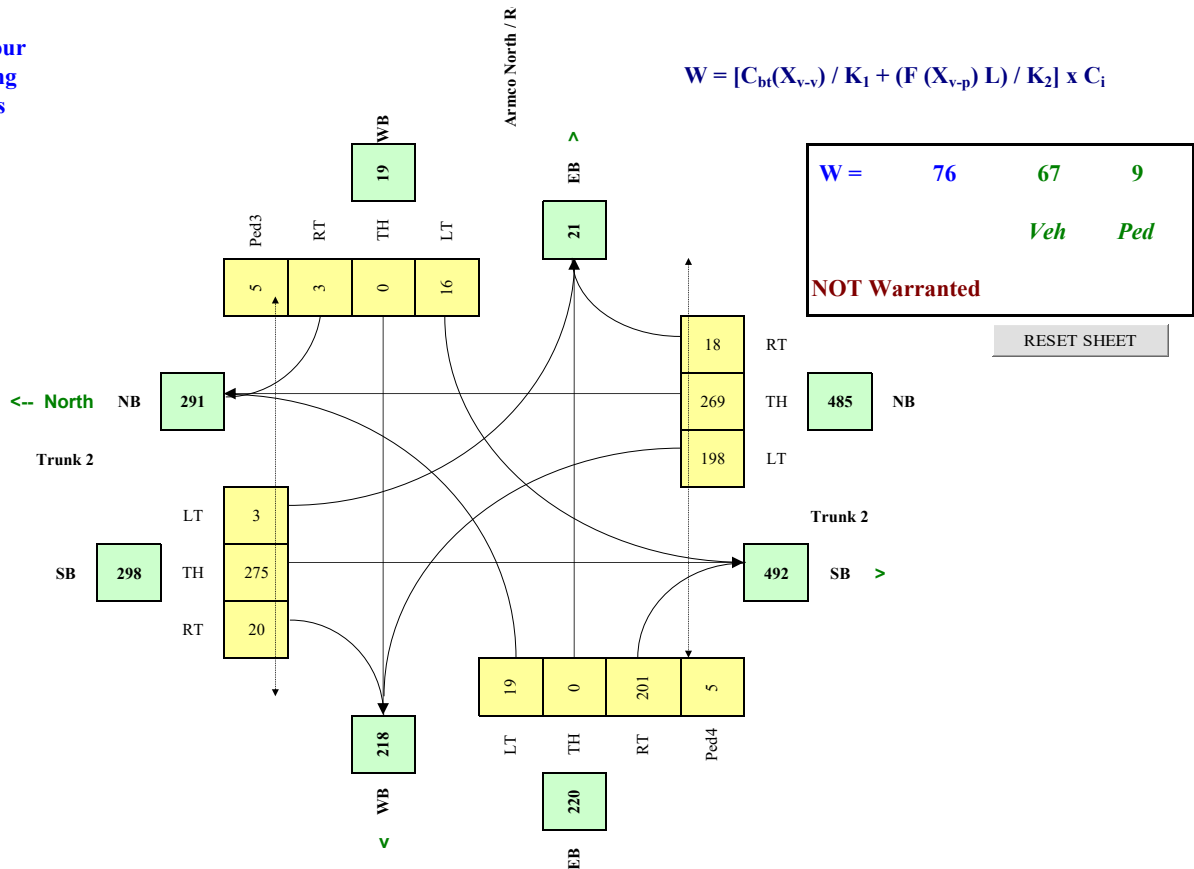 our
ng
s
Armco North / R
W = [Cbt(Xv-v) / K1 + (F (Xv-p) L) / K2] x Ci
W = 76 67 9
Veh Ped
NOT Warranted
RESET SHEET
WB
19
^
EB
21
Ped3 RT TH LT
5 3 0 16
18 RT
<-- North NB 291
269 TH 485 NB
198 LT
Trunk 2
LT 3
Trunk 2
SB 298 TH 275
492 SB >
RT 20
19 0 201 5
LT TH RT Ped4
218
WB
v
220
EB